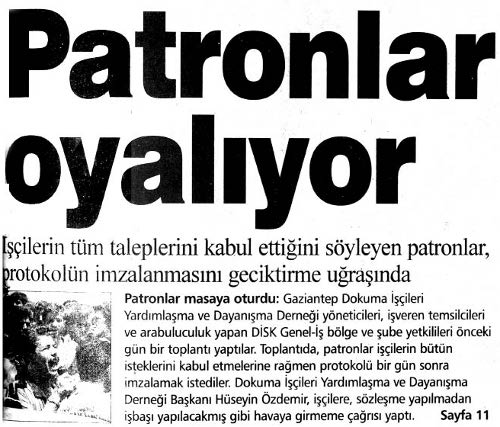 Patronlar
oyalıyor
İşçilerin tüm taleplerini kabul ettiğini söyleyen patronlar,
protokolün imzalanmasını geciktirme uğraşında
Patronlar masaya oturdu: Gaziantep Dokuma İşçileri
Yardımlaşma ve Dayanışma Derneği yöneticileri, işveren temsilcileri
ve arabuluculuk yapan DİSK Genel-İş bölge ve şube yetkilileri önceki
gün bir toplantı yaptılar. Toplantıda, patronlar işçilerin bütün
isteklerini kabul etmelerine rağmen protokolü bir gün sonra
imzalamak istediler. Dokuma İşçileri Yardımlaşma ve Dayanışma
Derneği Başkanı Hüseyin Özdemir, işçilere, sözleşme yapılmadan
işbaşı yapılacakmış gibi havaya girmeme çağrısı yaptı. Sayfa 11